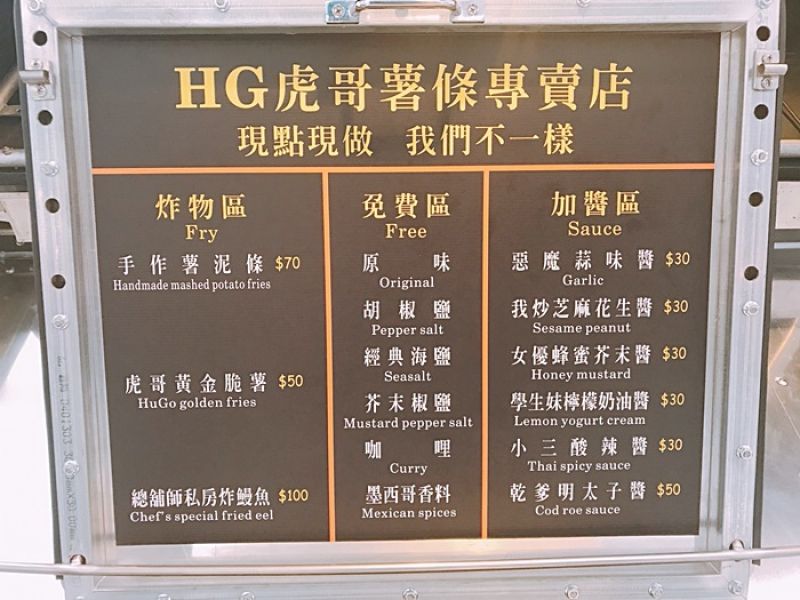 HG虎哥薯條專賣店
現點現做 我們不一樣
炸物區
Fry
手作薯泥條 $70
Handmade mashed potato fries
虎哥黃金脆薯 $50
HuGo golden fries
總舖師私房炸鰻魚 $100
Chef's special fried eel
免費區
Free
原味
Original
胡椒鹽
Pepper salt
經典海鹽
Seasalt
芥末椒鹽
Mustard pepper salt
咖哩
Curry
墨西哥香料
Mexican spices
加醬區
Sauce
惡魔蒜味醬 $30
Garlic
我炒芝麻花生醬 $30
Sesame peanut
女優蜂蜜芥末醬 $30
Honey mustard
學生妹檸檬奶油醬 $30
Lemon yogurt cream
小三酸辣醬 $30
Thai spicy sauce
乾爹明太子醬 $50
Cod roe sauce